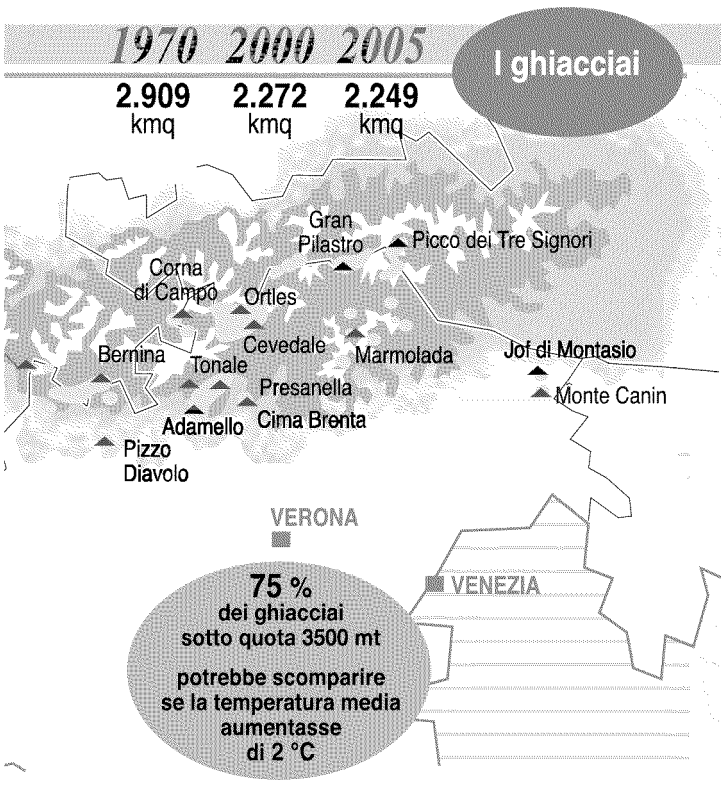 1970 2000 2005
I ghiacciai
2.909 2.272 2.249
kmq kmq kmq
Gran
Pilastro
Picco dei Tre Signori
Corna
di Campo
Ortles
Cevedale
Marmolada
Jof di Montasio
Monte Canin
Bernina
Tonale
Presanella
Adamello
Cima Brenta
Pizzo
Diavolo
VERONA
VENEZIA
75 %
dei ghiacciai
sotto quota 3500 mt
potrebbe scomparire
se la temperatura media
aumentasse
di 2 °C